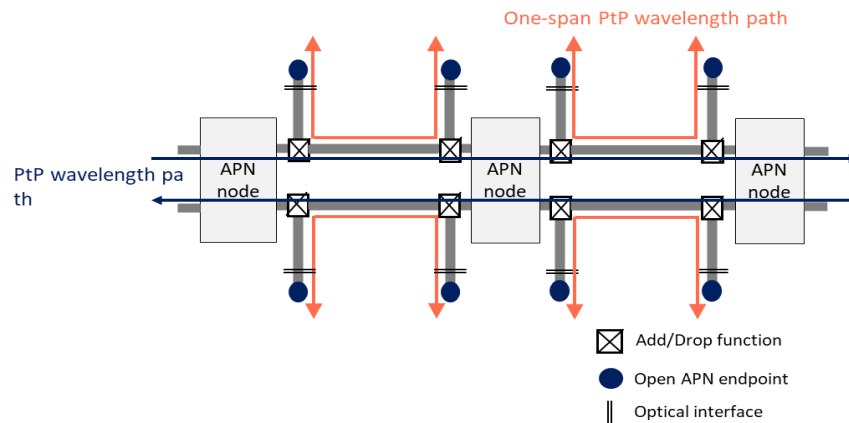 One-span PtP wavelength path
APN
node
APN
node
APN
node
PtP wavelength pa
th
Add/Drop function
Open APN endpoint
Optical interface